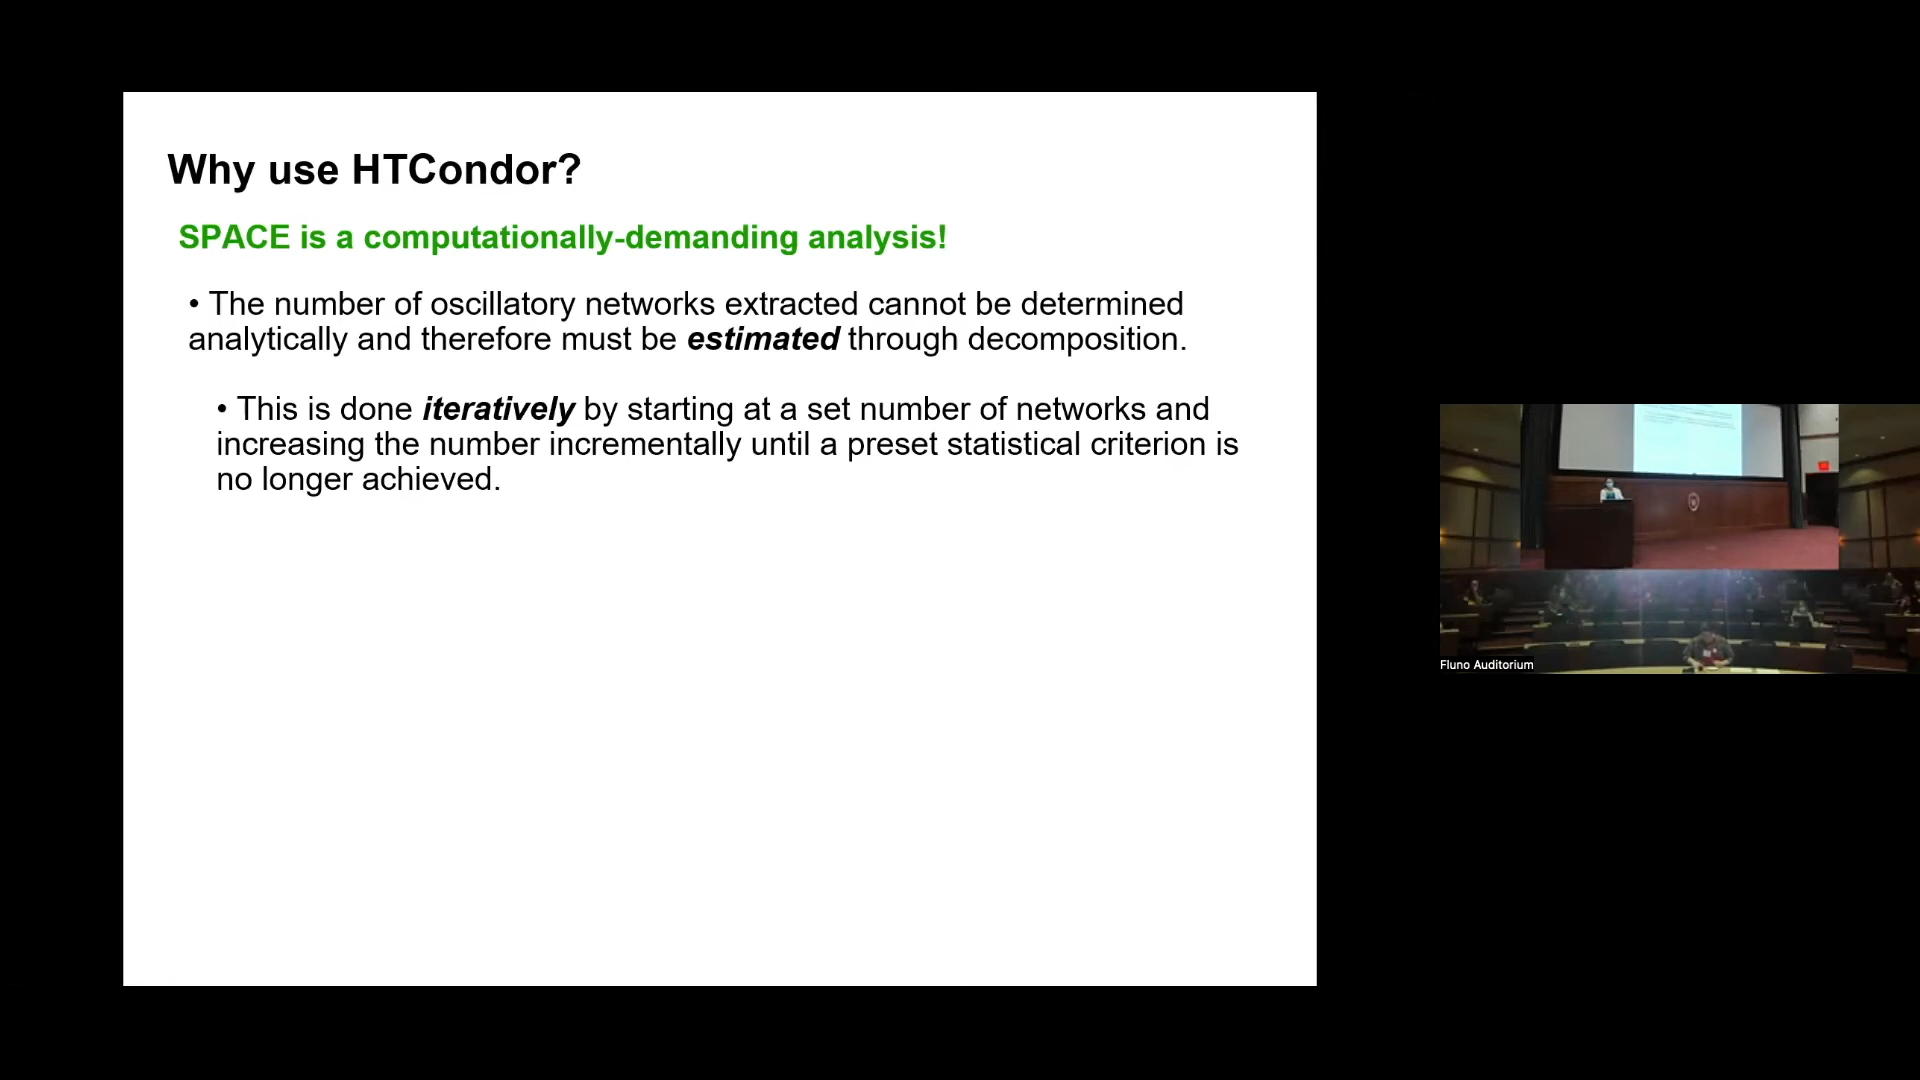 Why use HTCondor?
SPACE is a computationally-demanding analysis!
• The number of oscillatory networks extracted cannot be determined
analytically and therefore must be estimated through decomposition.
• This is done iteratively by starting at a set number of networks and
increasing the number incrementally until a preset statistical criterion is
no longer achieved.
Fluno Auditorium